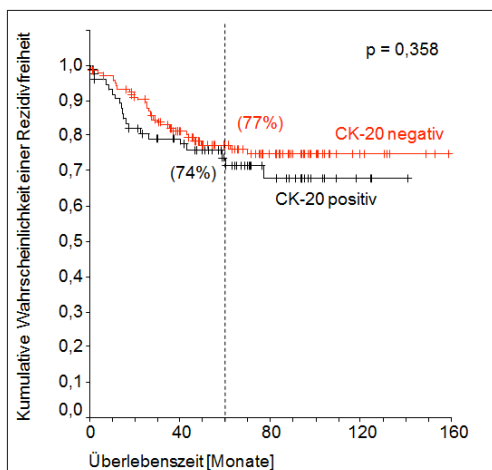 p = 0,358
Kumulative Wahrscheinlichkeit einer Rezidivfreiheit
1,0
0,9
0,8
0,7
0,6
0,5
0,4
0,3
0,2
0,1
0,0
(77%)
CK-20 negativ
(74%)
CK-20 positiv
0 40 80 120 160
Überlebenszeit [Monate]